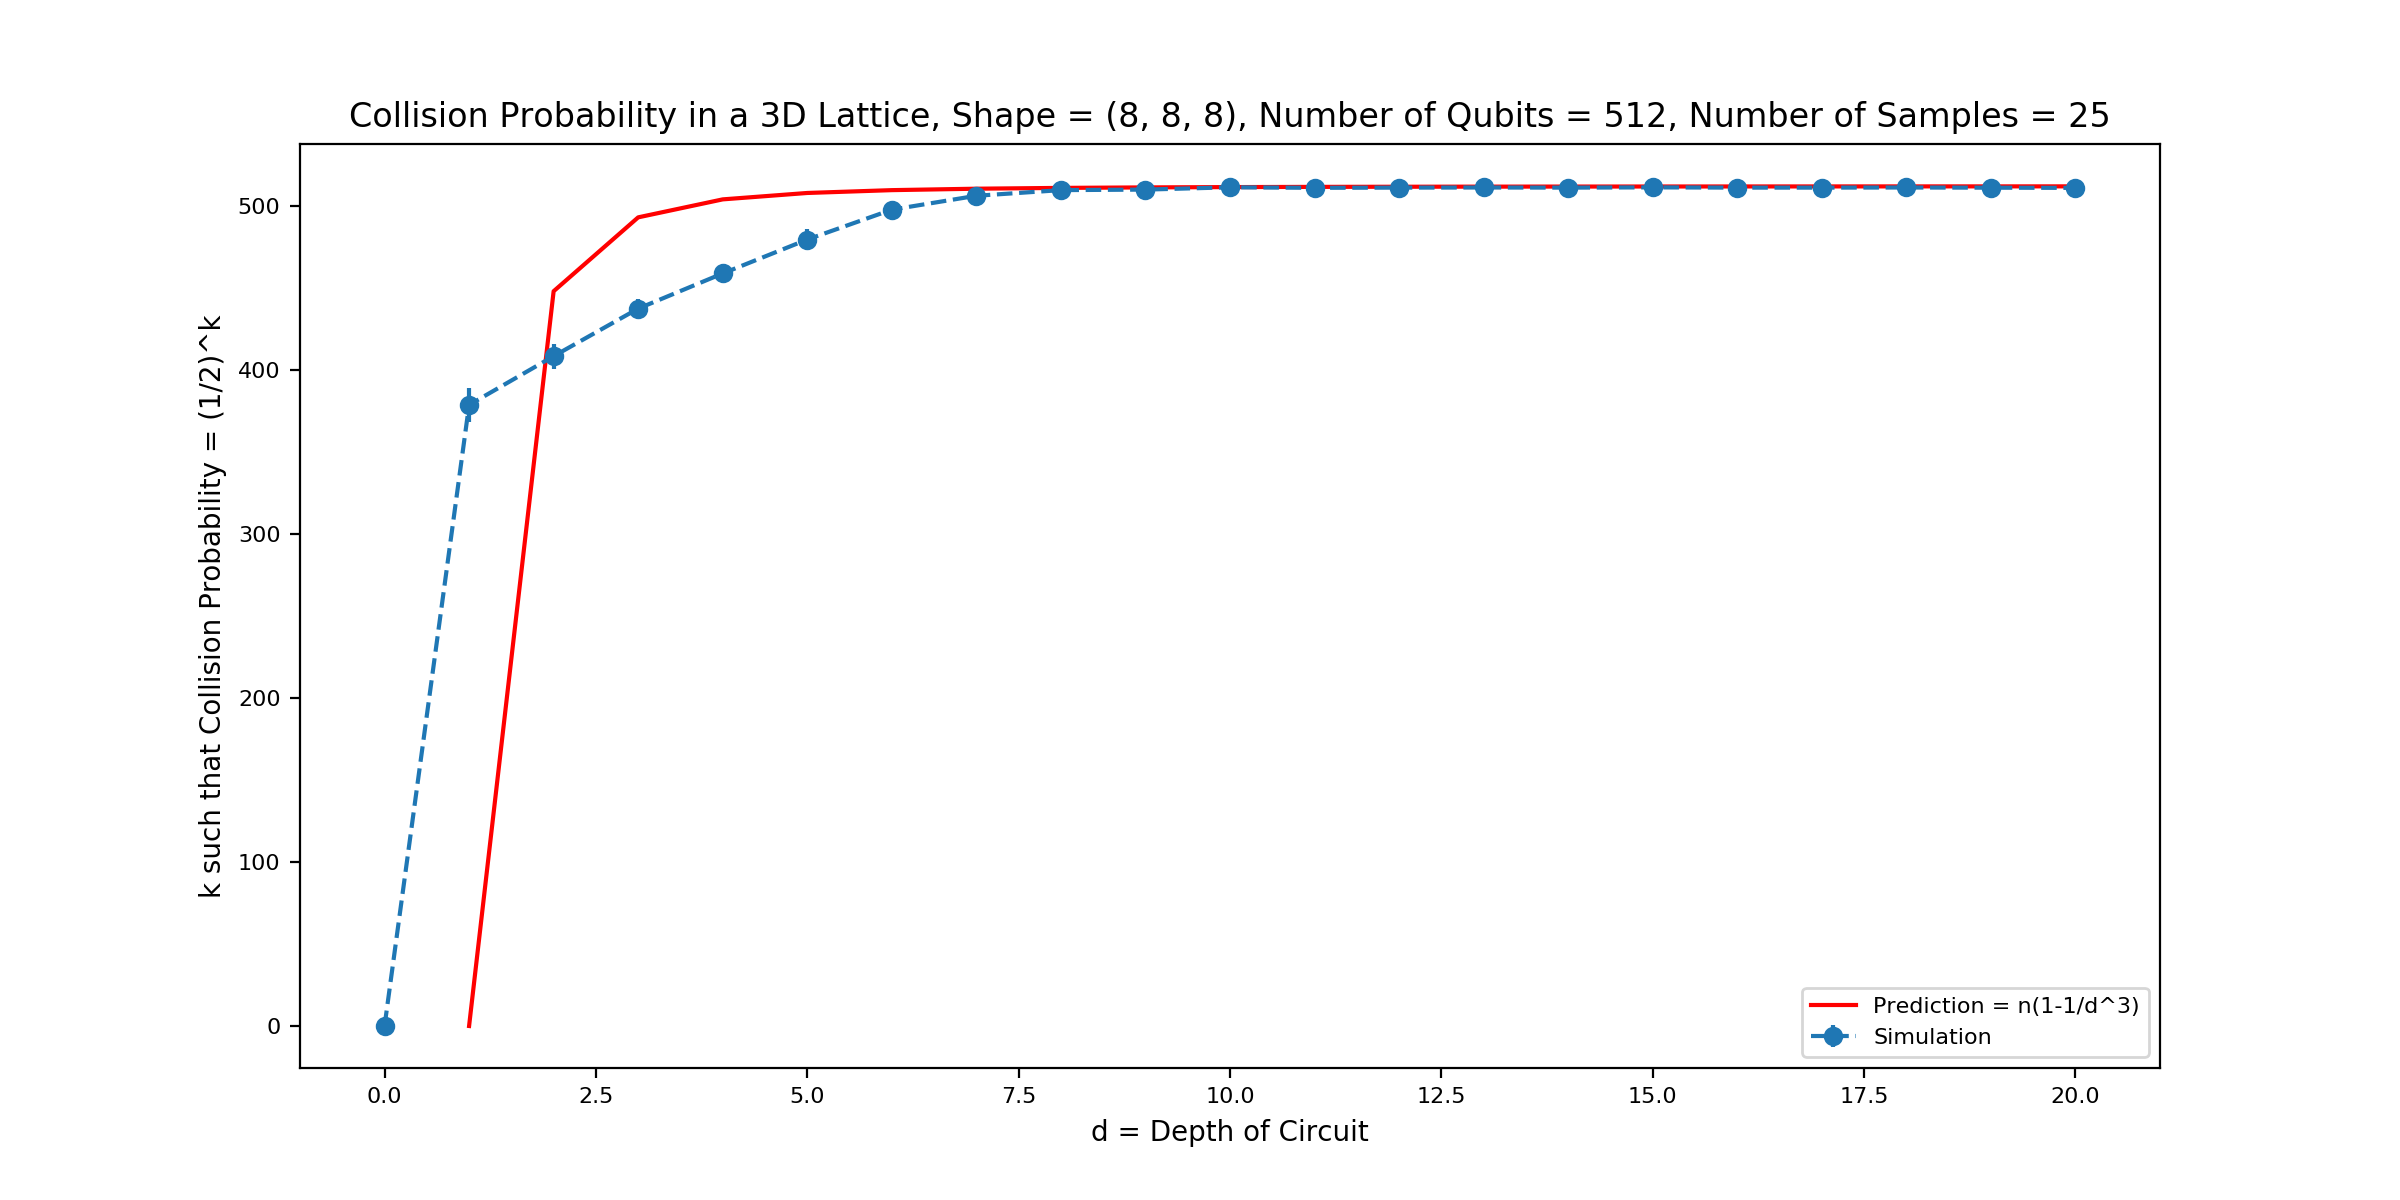 Collision Probability in a 3D Lattice, Shape = (8, 8, 8), Number of Qubits = 512, Number of Samples = 25
k such that Collision Probability = (1/2)^k
500
400
300
200
100
0
Prediction = n(1-1/d^3)
Simulation
0.0 2.5 5.0 7.5 10.0 12.5 15.0 17.5 20.0
d = Depth of Circuit